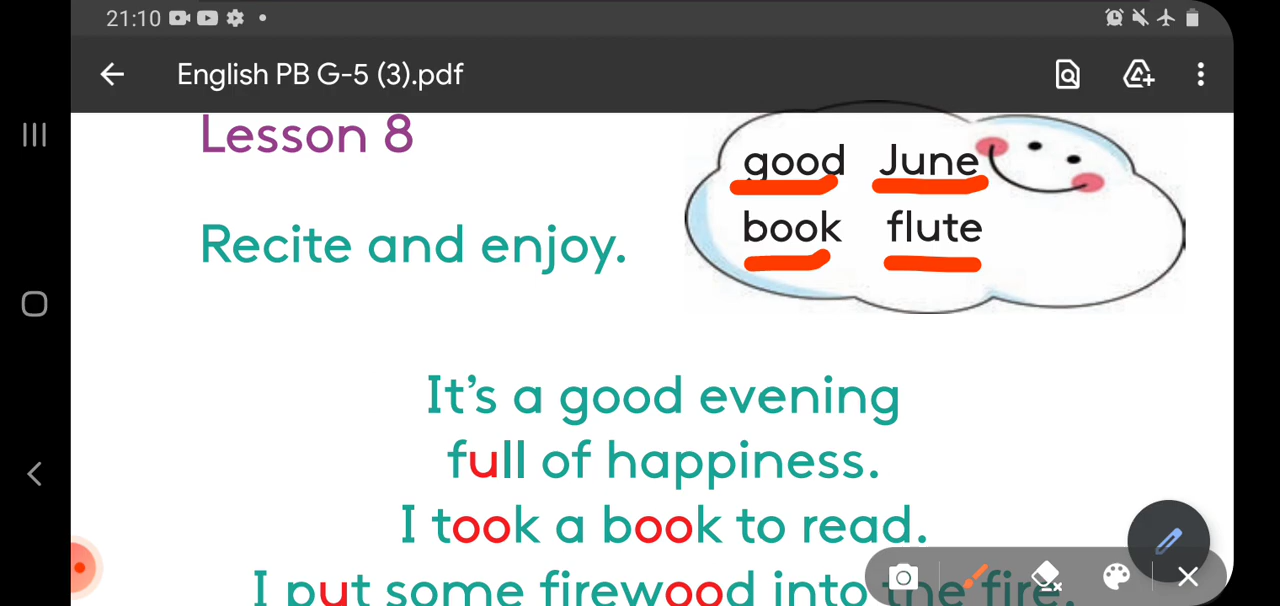 21:10
English PB G-5 (3).pdf
Lesson 8
good June
book flute
Recite and enjoy.
It's a good evening
full of happiness.
I took a book to read.
I put some firewood into the fire.